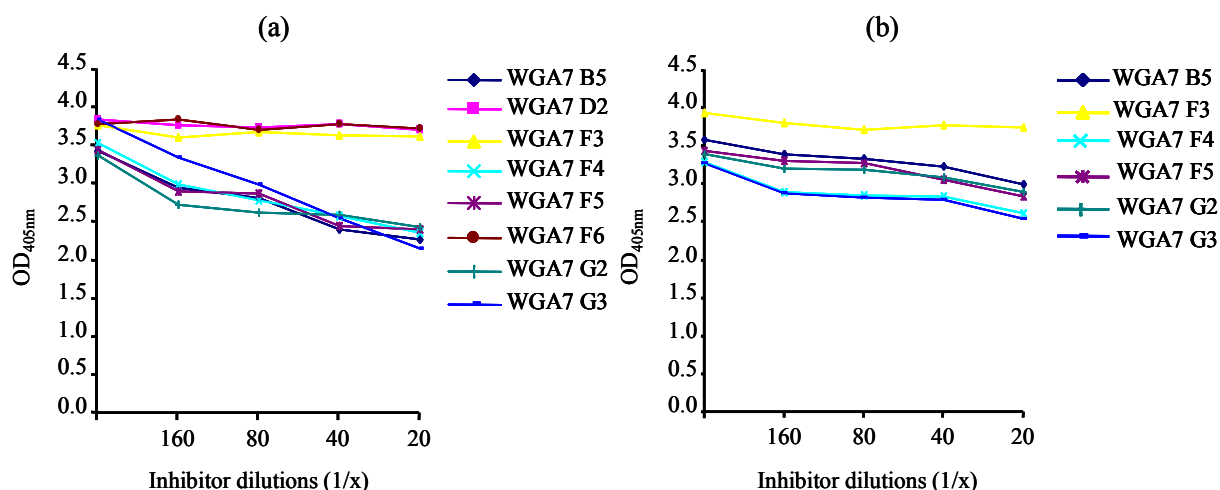 (a)
4.5
4.0
3.5
3.0
2.5
2.0
1.5
1.0
0.5
0.0
OD405nm
160 80 40 20
Inhibitor dilutions (1/x)
WGA7 B5
WGA7 D2
WGA7 F3
WGA7 F4
WGA7 F5
WGA7 F6
WGA7 G2
WGA7 G3
(b)
4.5
4.0
3.5
3.0
2.5
2.0
1.5
1.0
0.5
0.0
OD405nm
160 80 40 20
Inhibitor dilutions (1/x)
WGA7 B5
WGA7 F3
WGA7 F4
WGA7 F5
WGA7 G2
WGA7 G3